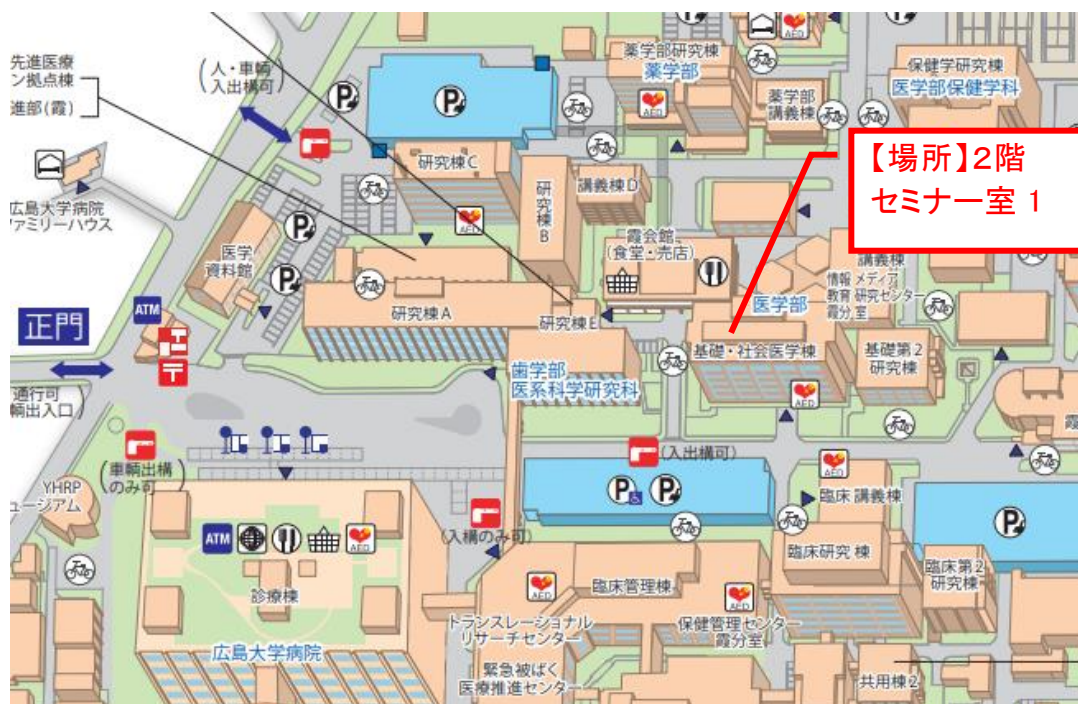 先進医療
ン拠点棟
進部(霞)
(人・車輌
入出構可)
P
P
薬学部研究棟
薬学部
AED
AED
P
薬学部
講義棟
保健学研究棟
医学部保健学科
【場所】2階
セミナー室 1
広島大学病院
ァミリーハウス
医学
資料館
P
P
研究棟C
AED
研究棟B
講義棟D
霞会館
(食堂・売店)
研究棟A
研究棟E
医学部
講義棟
情報メディア
教育研究センター
霞分室
基礎・社会医学棟
AED
基礎第2
研究棟
ATM
正門
通行可
輌出入口)
歯学部
医系科学研究科
霞
(車輌出構
のみ可)
YHRP
ュージアム
(入出構可)
P
P
(入構のみ可)
AED
臨床講義棟
P
臨床研究棟
臨床第2
研究棟
ATM
AED
診療棟
広島大学病院
AED
臨床管理棟
AED
トランスレーショナル
リサーチセンター
保健管理センター
霞分室
緊急被ばく
医療推進センター
共用棟2